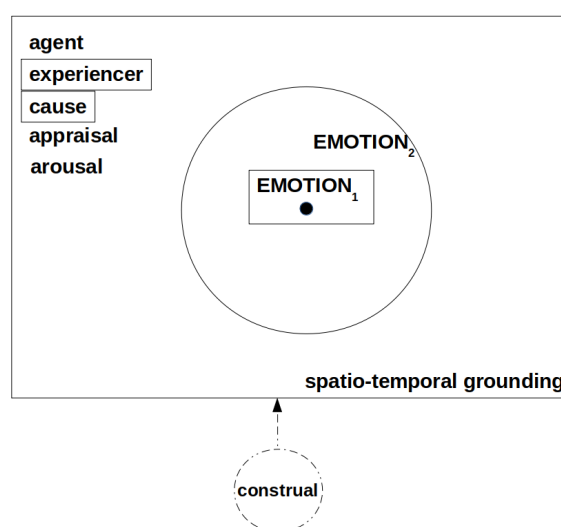 agent
experiencer
cause
appraisal
arousal
EMOTION2
EMOTION1
spatio-temporal grounding
construal